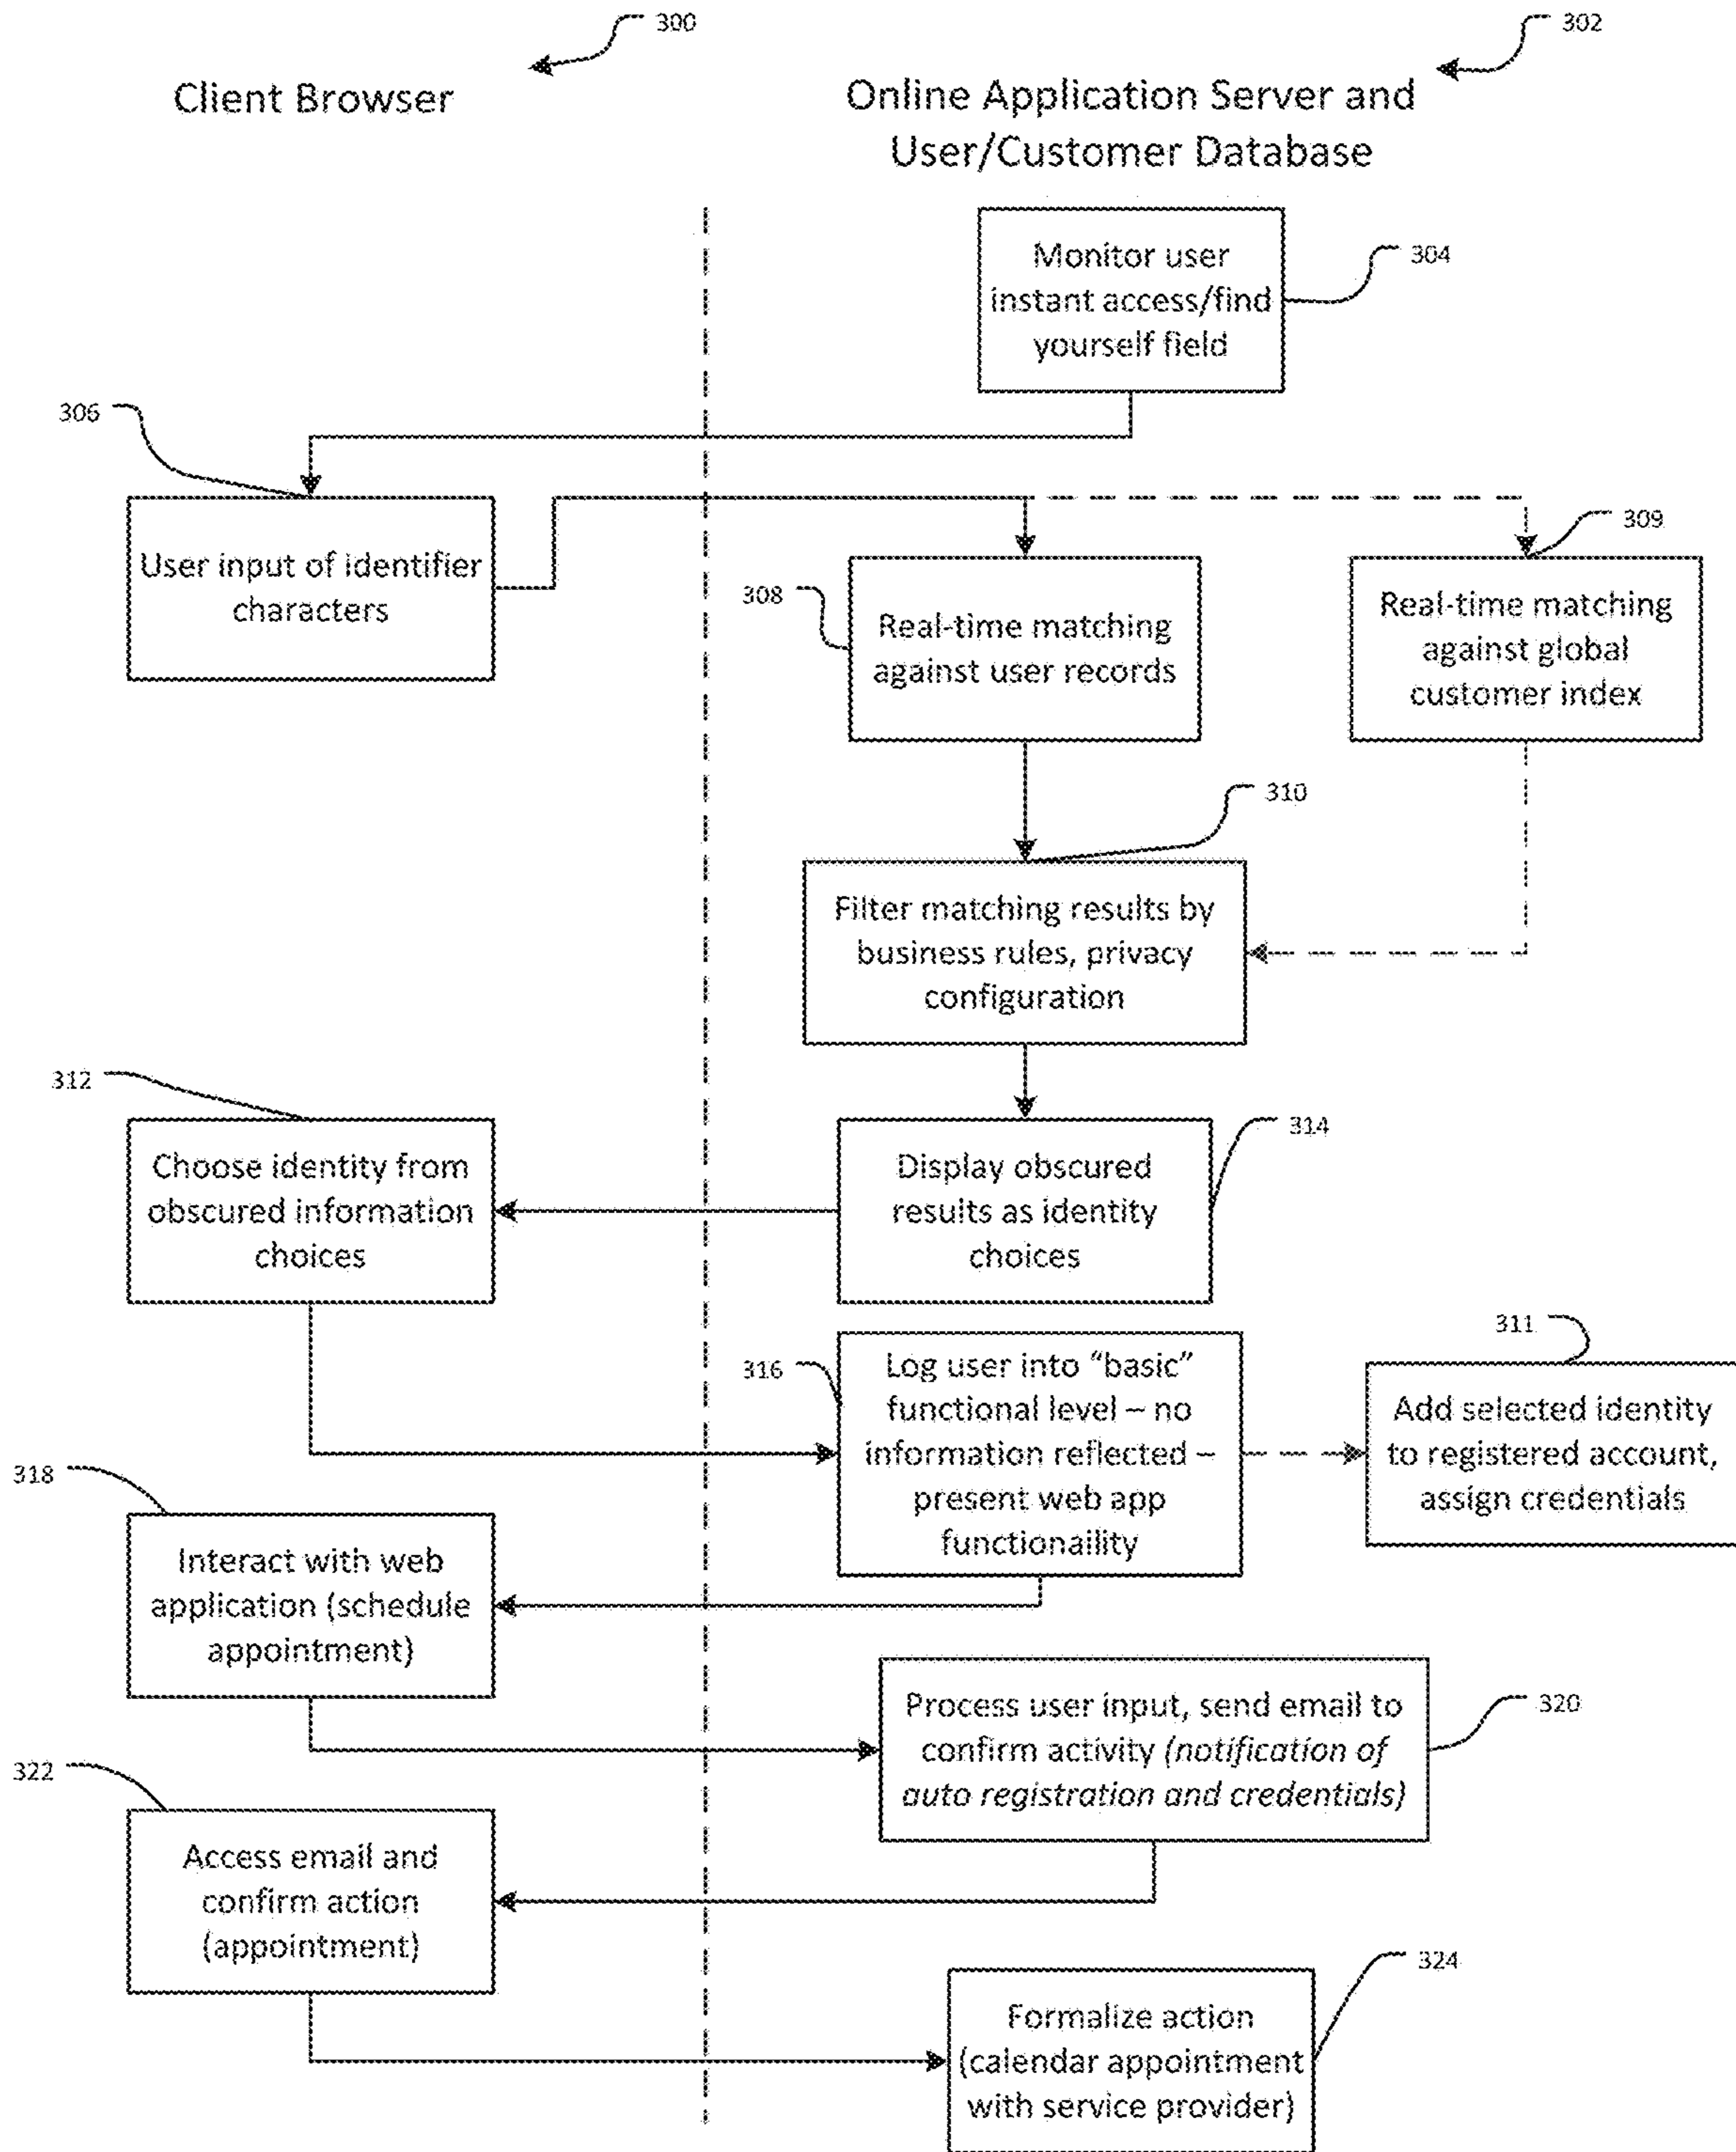 300
302
Client Browser
Online Application Server and
User/Customer Database
Monitor user
instant access/find
yourself field
304
306
User input of identifier
characters
308
Real-time matching
against user records
309
Real-time matching
against global
customer index
310
Filter matching results by
business rules, privacy
configuration
312
Choose identity from
obscured information
choices
Display obscured
results as identity
choices
314
316
Log user into “basic”
functional level – no
information reflected –
present web app
functionaility
311
Add selected identity
to registered account,
assign credentials
318
Interact with web
application (schedule
appointment)
Process user input, send email to
confirm activity (notification of
auto registration and credentials)
320
322
Access email and
confirm action
(appointment)
324
Formalize action
(calendar appointment
with service provider)